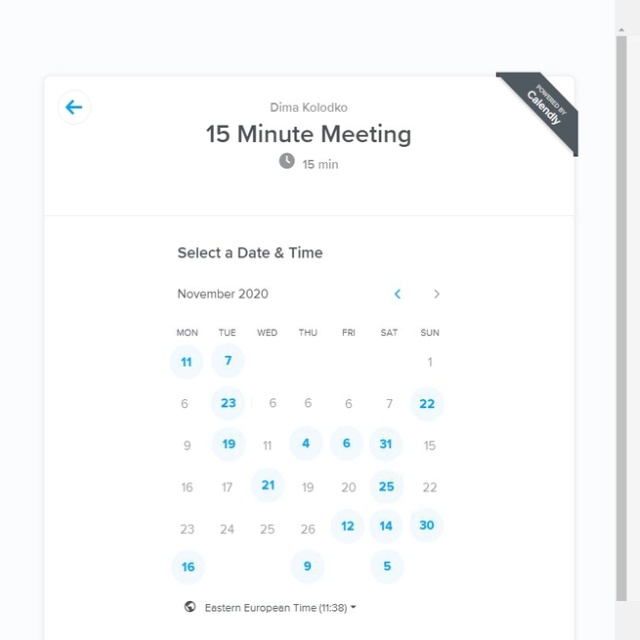 POWERED BY
Calendly
Dima Kolodko
15 Minute Meeting
15 min
Select a Date & Time
November 2020
MON TUE WED THU FRI SAT SUN
11 7 1
6 23 6 6 6 7 22
9 19 11 4 6 31 15
16 17 21 19 20 25 22
23 24 25 26 12 14 30
16 9 5
Eastern European Time (11:38)